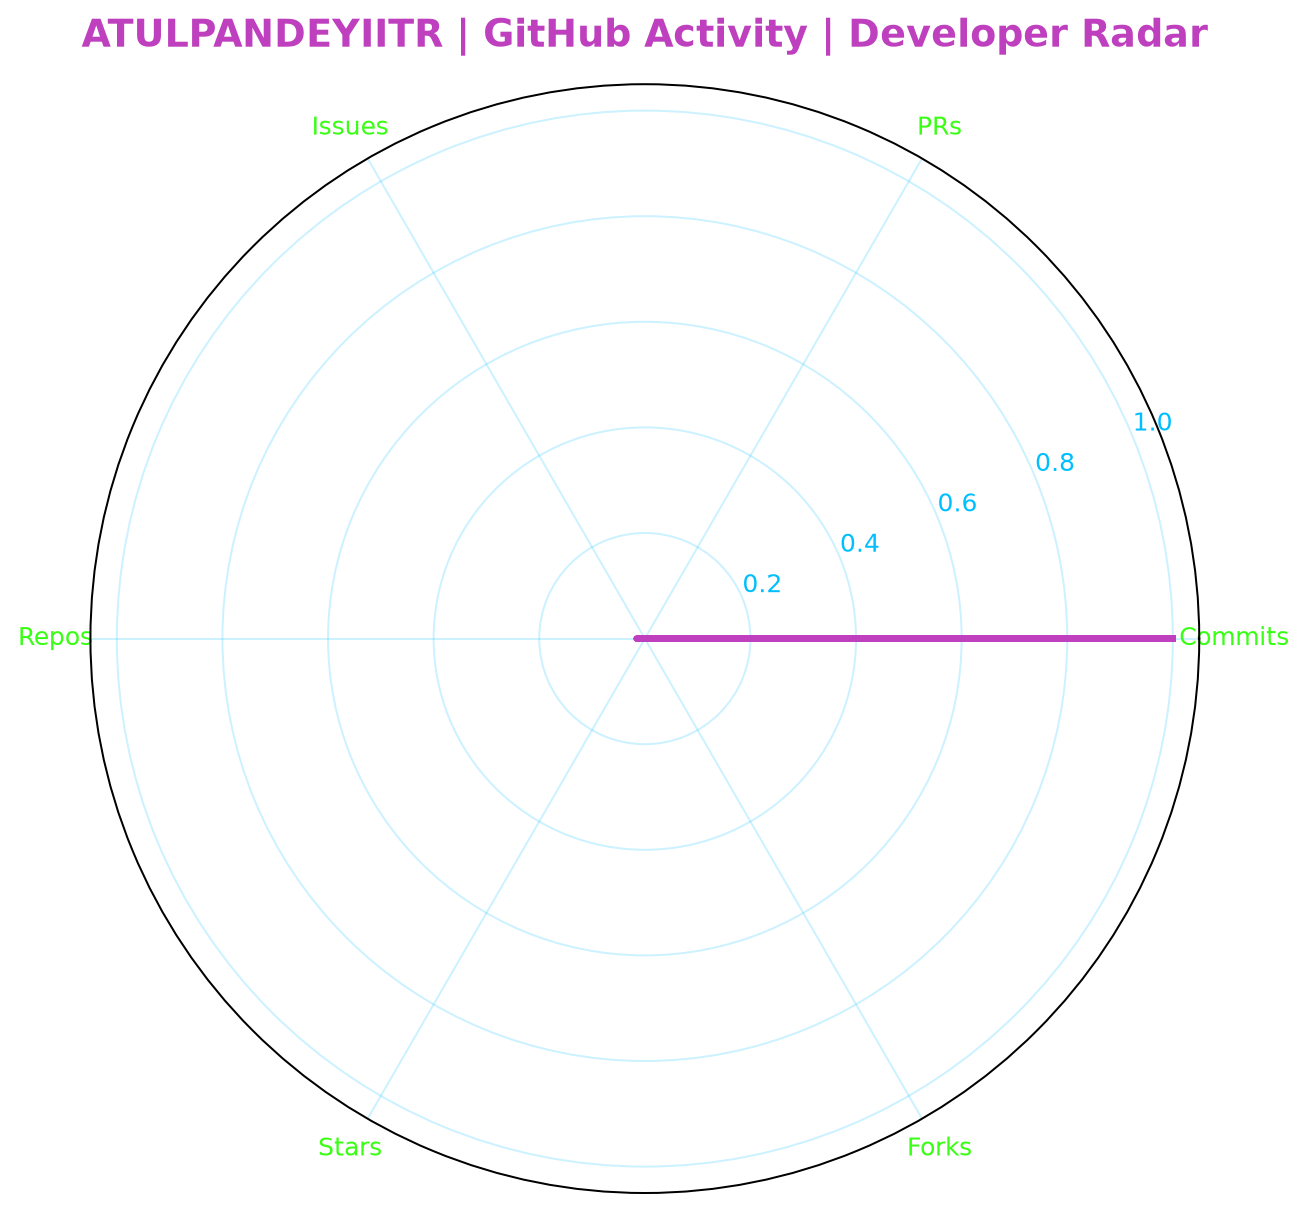 ATULPANDEYIITR | GitHub Activity | Developer Radar
Issues
PRs
1.0
0.8
0.6
0.4
0.2
Repos
Commits
Stars
Forks